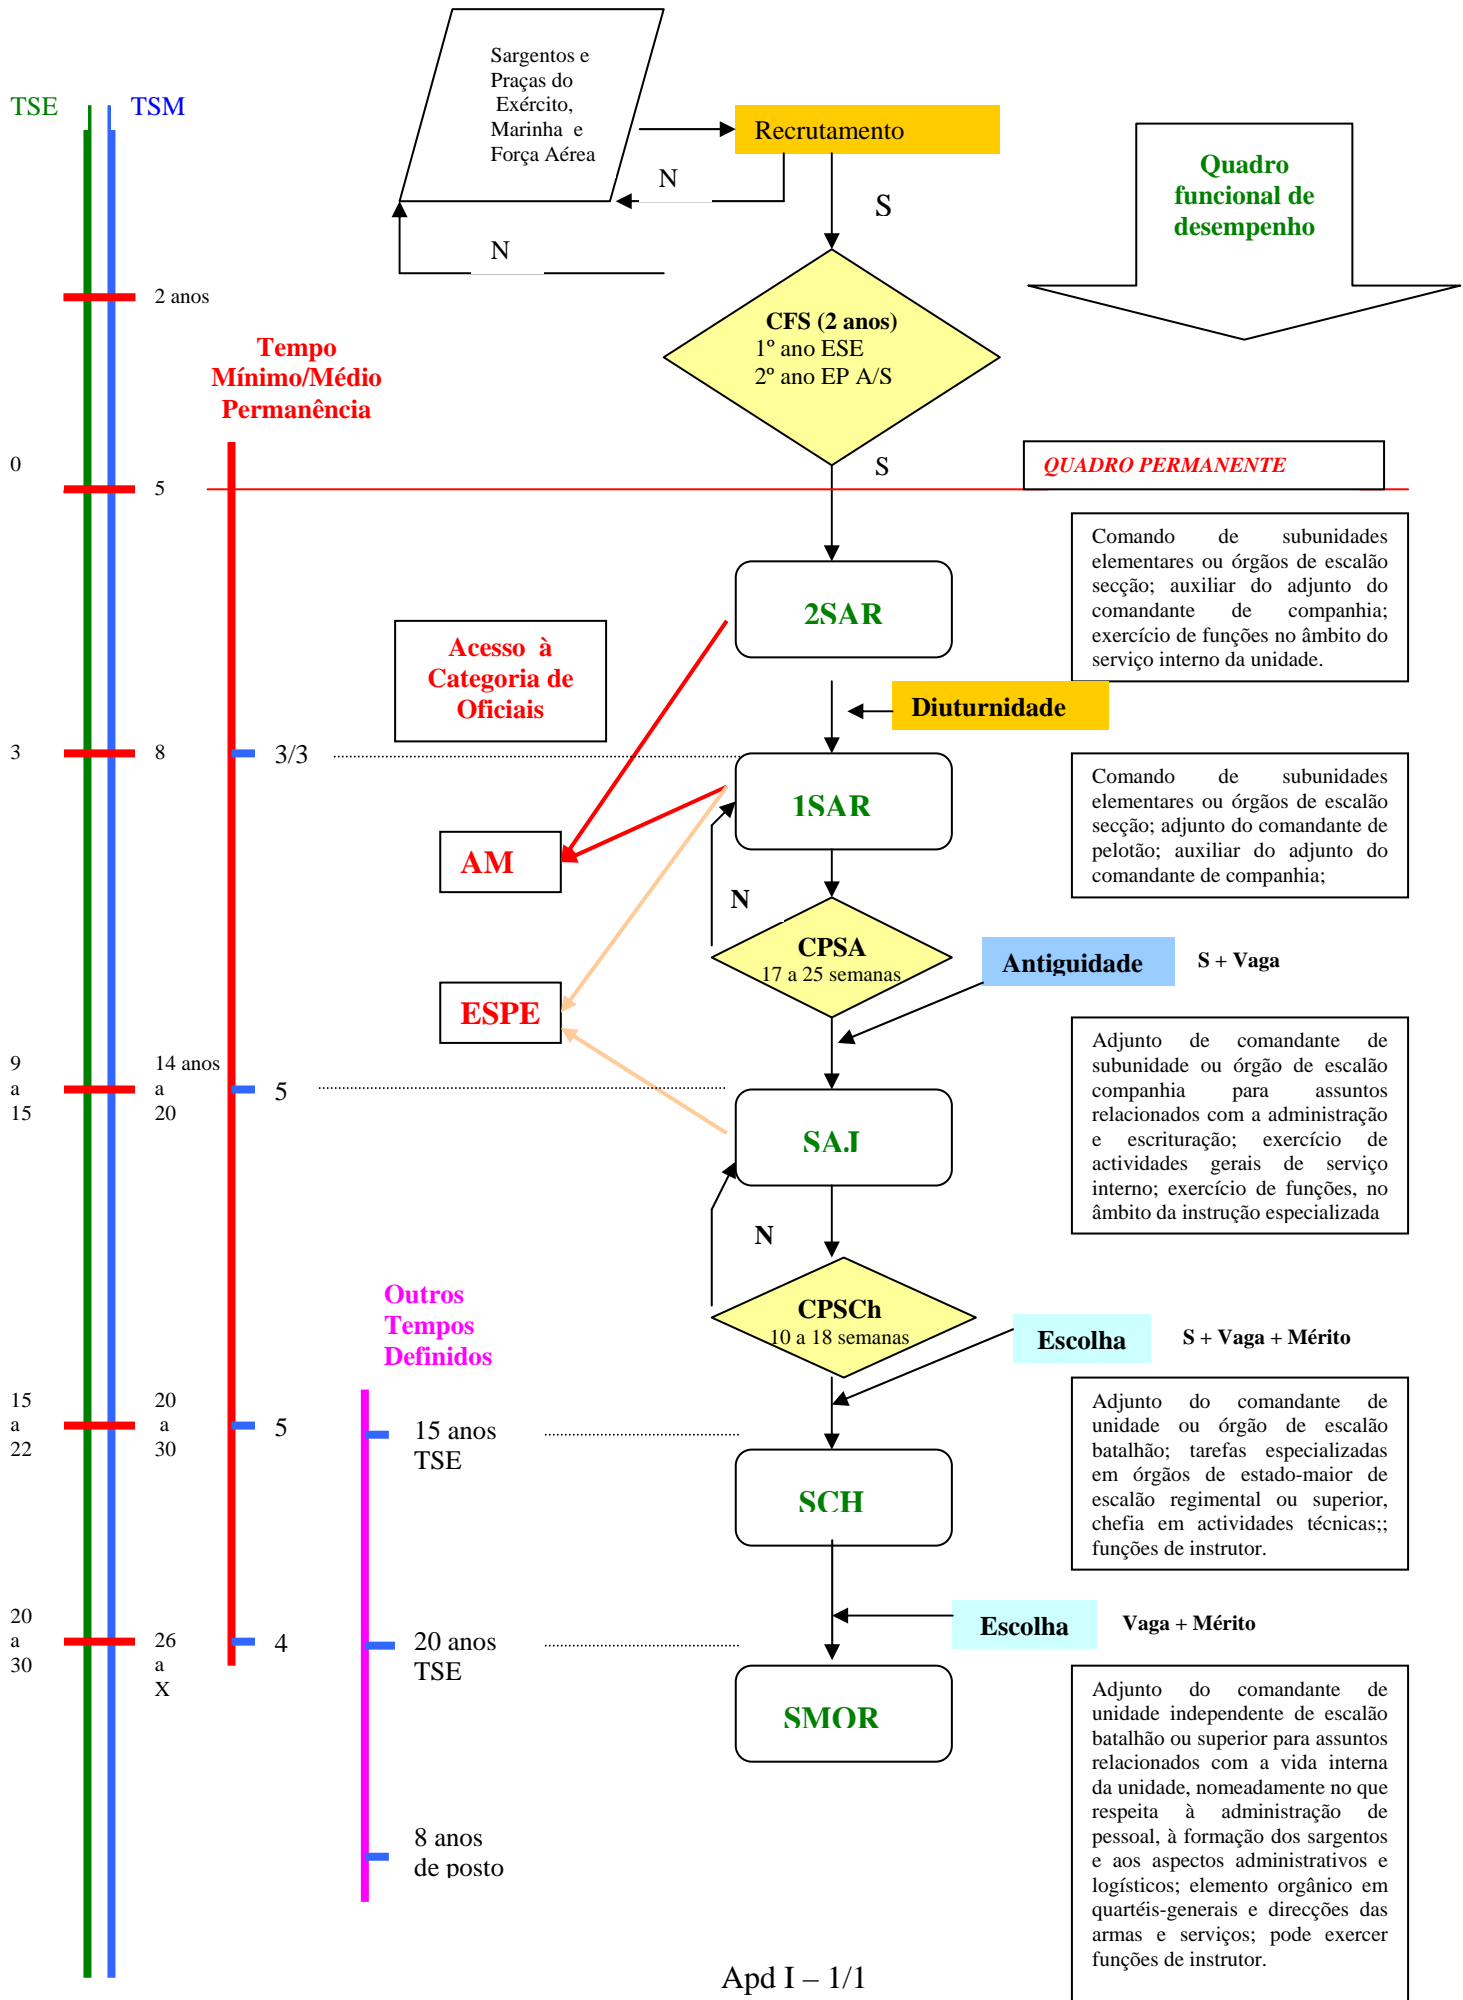 Sargentos e
Praças do
Exército,
Marinha e
Força Aérea
TSE
TSM
Recrutamento
N
S
N
Quadro
funcional de
desempenho
2 anos
CFS (2 anos)
1º ano ESE
2º ano EP A/S
Tempo
Mínimo/Médio
Permanência
0
5
S
QUADRO PERMANENTE
Comando de subunidades
elementares ou órgãos de escalão
secção; auxiliar do adjunto do
comandante de companhia;
exercício de funções no âmbito do
serviço interno da unidade.
2SAR
Acesso à
Categoria de
Oficiais
Diuturnidade
3
8
3/3
1SAR
Comando de subunidades
elementares ou órgãos de escalão
secção; adjunto do comandante de
pelotão; auxiliar do adjunto do
comandante de companhia;
AM
N
CPSA
17 a 25 semanas
Antiguidade
S + Vaga
ESPE
9
a
15
14 anos
a
20
5
SAJ
Adjunto de comandante de
subunidade ou órgão de escalão
companhia para assuntos
relacionados com a administração
e escrituração; exercício de
actividades gerais de serviço
interno; exercício de funções, no
âmbito da instrução especializada
N
CPSCh
10 a 18 semanas
Outros
Tempos
Definidos
Escolha
S + Vaga + Mérito
15
a
22
20
a
30
5
15 anos
TSE
SCH
Adjunto do comandante de
unidade ou órgão de escalão
batalhão; tarefas especializadas
em órgãos de estado-maior de
escalão regimental ou superior,
chefia em actividades técnicas;;
funções de instrutor.
Escolha
Vaga + Mérito
20
a
30
26
a
X
4
20 anos
TSE
SMOR
Adjunto do comandante de
unidade independente de escalão
batalhão ou superior para assuntos
relacionados com a vida interna
da unidade, nomeadamente no que
respeita à administração de
pessoal, à formação dos sargentos
e aos aspectos administrativos e
logísticos; elemento orgânico em
quartéis-generais e direcções das
armas e serviços; pode exercer
funções de instrutor.
8 anos
de posto
Apd I – 1/1